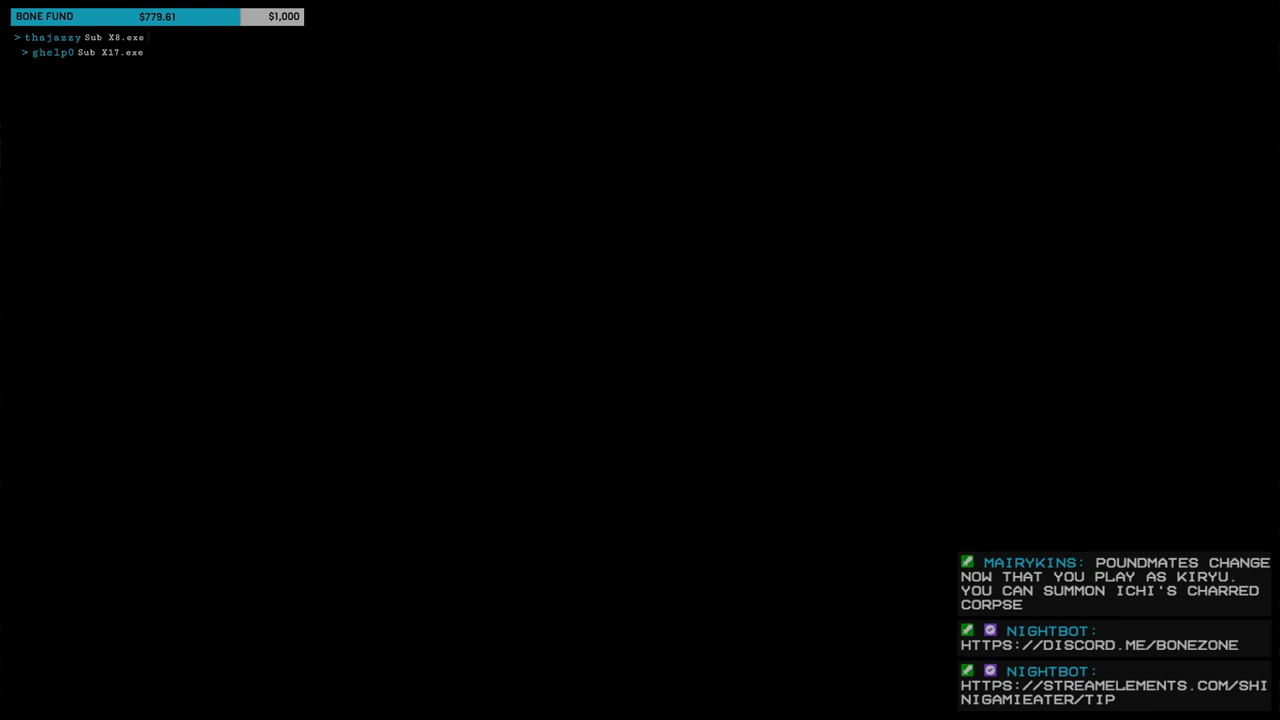 BONE FUND $779.61 $1,000
> thajazzy Sub X8.exe
> ghelp0 Sub X17.exe
MAIRYKINS: POUNDMATES CHANGE
NOW THAT YOU PLAY AS KIRYU.
YOU CAN SUMMON ICHI'S CHARRED
CORPSE
NIGHTBOT:
HTTPS://DISCORD.ME/BONEZONE
NIGHTBOT:
HTTPS://STREAMELEMENTS.COM/SHI
NIGAMIEATER/TIP